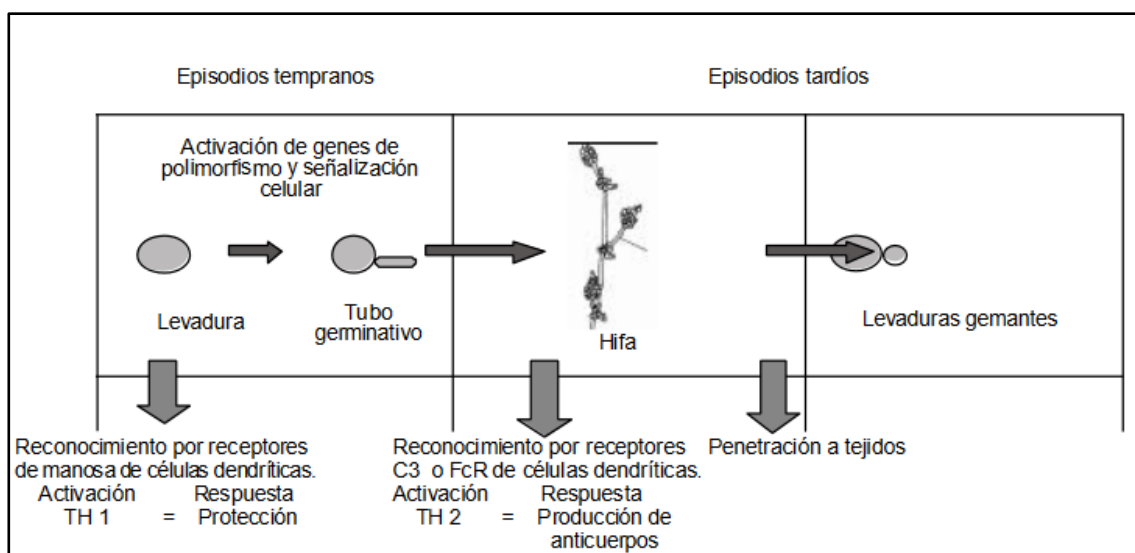 Episodios tempranos
Episodios tardíos
Activación de genes de
polimorfismo y señalización
celular
Levadura
Tubo
germinativo
Hifa
Levaduras gemantes
Reconocimiento por receptores
de manosa de células dendríticas.
Activación Respuesta
TH 1 = Protección
Reconocimiento por receptores
C3 o FcR de células dendríticas.
Activación Respuesta
TH 2 = Producción de
anticuerpos
Penetración a tejidos